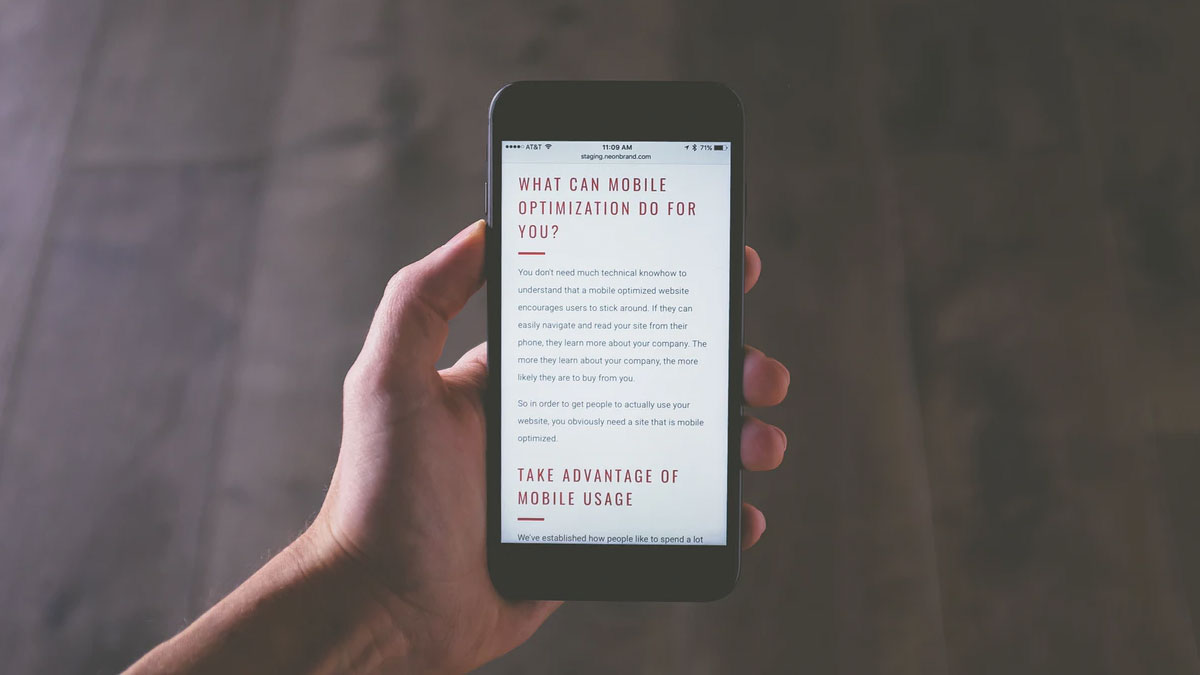 AT&T 11:09 AM 71%
staging.neonbrand.com
WHAT CAN MOBILE
OPTIMIZATION DO FOR
YOU?
You don't need much technical knowhow to
understand that a mobile optimized website
encourages users to stick around. If they can
easily navigate and read your site from their
phone, they learn more about your company. The
more they learn about your company, the more
likely they are to buy from you.
So in order to get people to actually use your
website, you obviously need a site that is mobile
optimized.
TAKE ADVANTAGE OF
MOBILE USAGE
We've established how people like to spend a lot